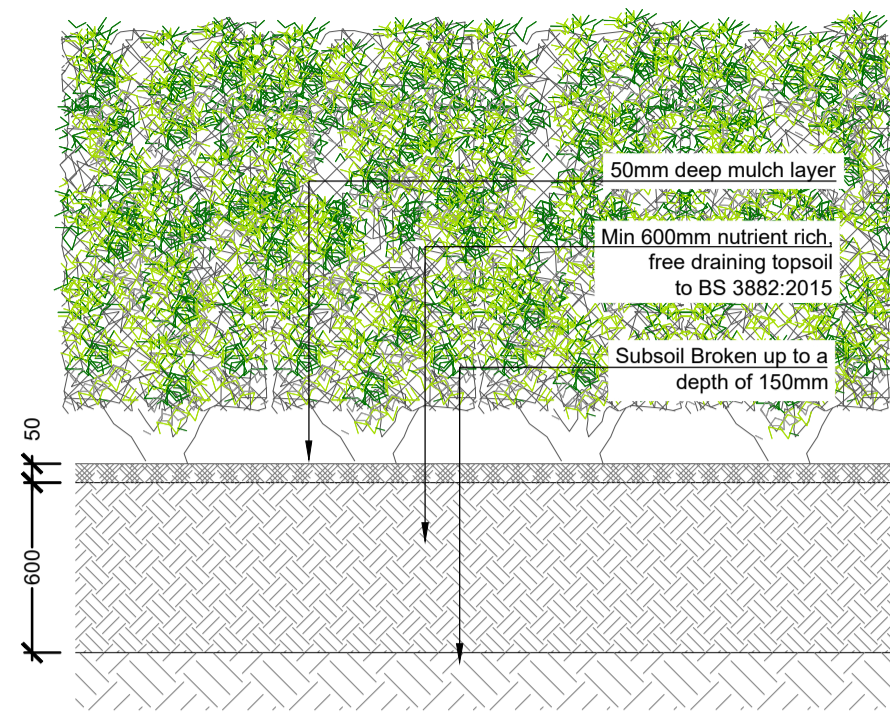 50mm deep mulch layer
Min 600mm nutrient rich,
free draining topsoil
to BS 3882:2015
Subsoil Broken up to a
depth of 150mm
50
600